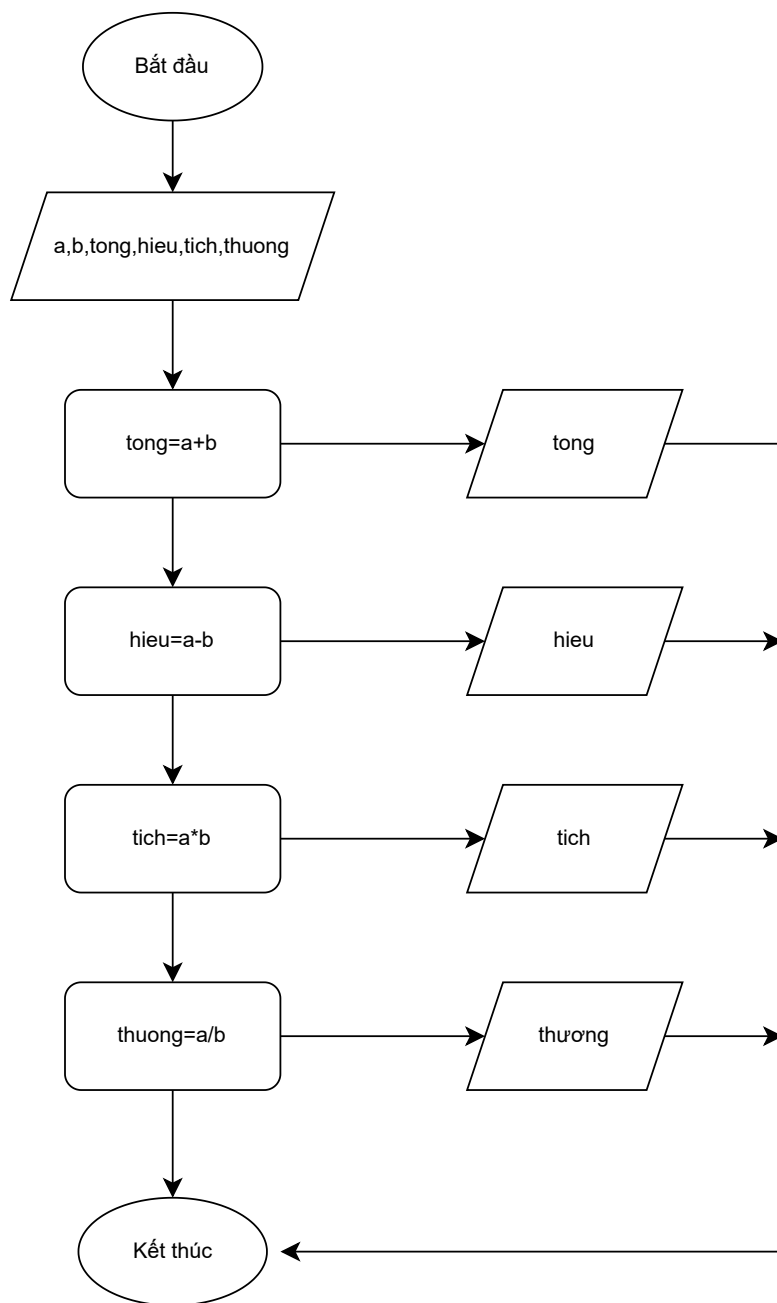 Bắt đầu
a,b,tong,hieu,tich,thuong
tong=a+b
tong
hieu=a-b
hieu
tich=a*b
tich
thuong=a/b
thương
Kết thúc